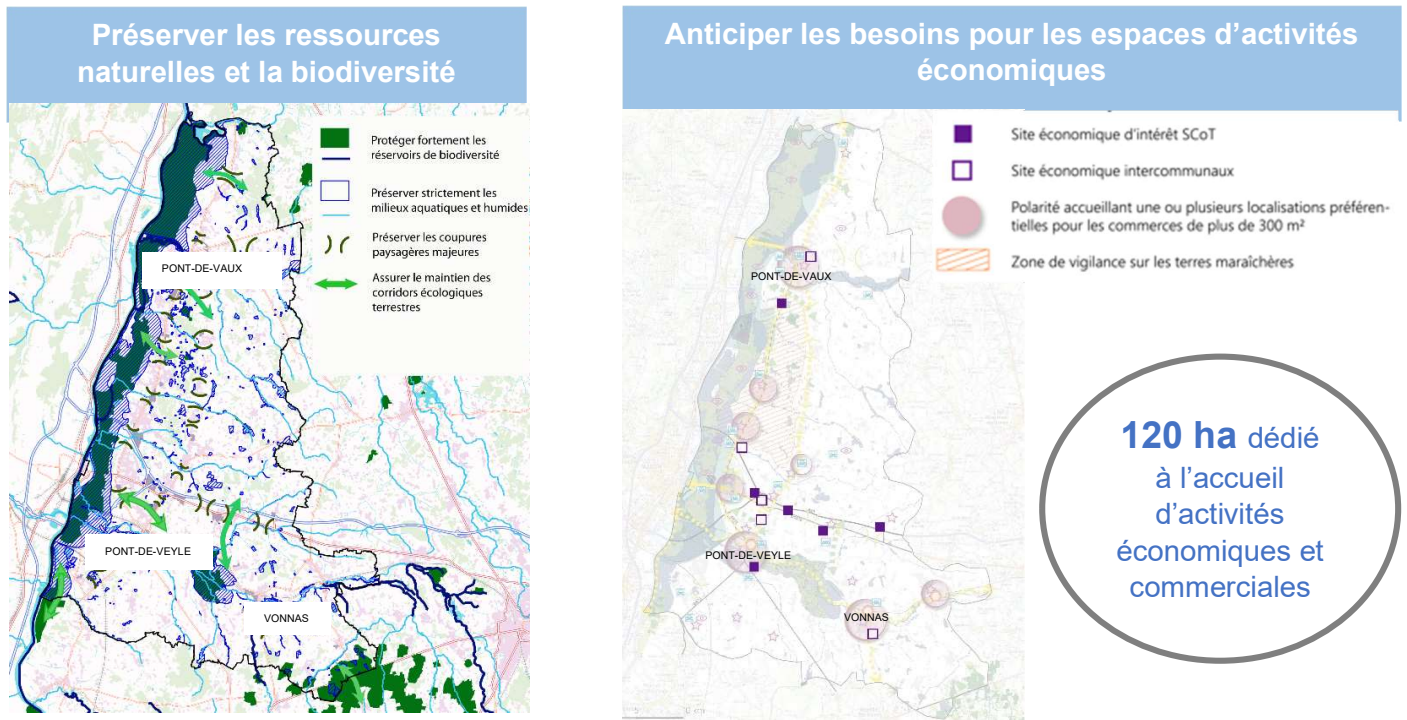 Préserver les ressources
naturelles et la biodiversité
Protéger fortement les
réservoirs de biodiversité
Préserver strictement les
milieux aquatiques et humides
Préserver les coupures
paysagères majeures
Assurer le maintien des
corridors écologiques
terrestres
PONT-DE-VAUX
PONT-DE-VEYLE
VONNAS
Anticiper les besoins pour les espaces d’activités
économiques
Site économique d'intérêt SCoT
Site économique intercommunaux
Polarité accueillant une ou plusieurs localisations préféren-
tielles pour les commerces de plus de 300 m²
Zone de vigilance sur les terres maraîchères
PONT-DE-VAUX
PONT-DE-VEYLE
VONNAS
120 ha dédié
à l’accueil
d’activités
économiques et
commerciales